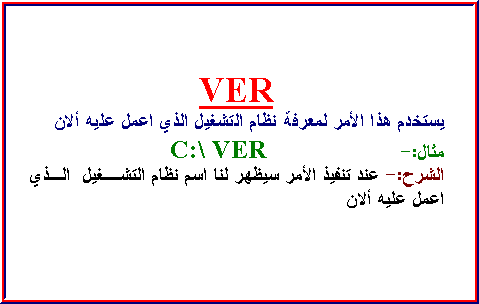 VER
يستخدم هذا الأمر لمعرفة نظام التشغيل الذي اعمل عليه ألان
مثال:- C:\ VER
الشرح:- عند تنفيذ الأمر سيظهر لنا اسم نظام التشـــغيل الـــذي
اعمل عليه ألان